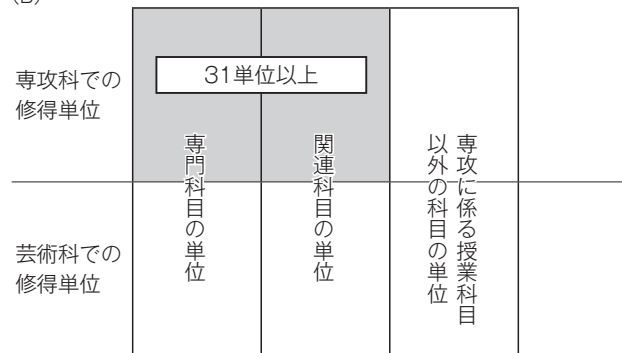 (B)
31単位以上
専攻科での
修得単位
専門科目の単位
関連科目の単位
専攻に係る授業科目
以外の科目の単位
芸術科での
修得単位